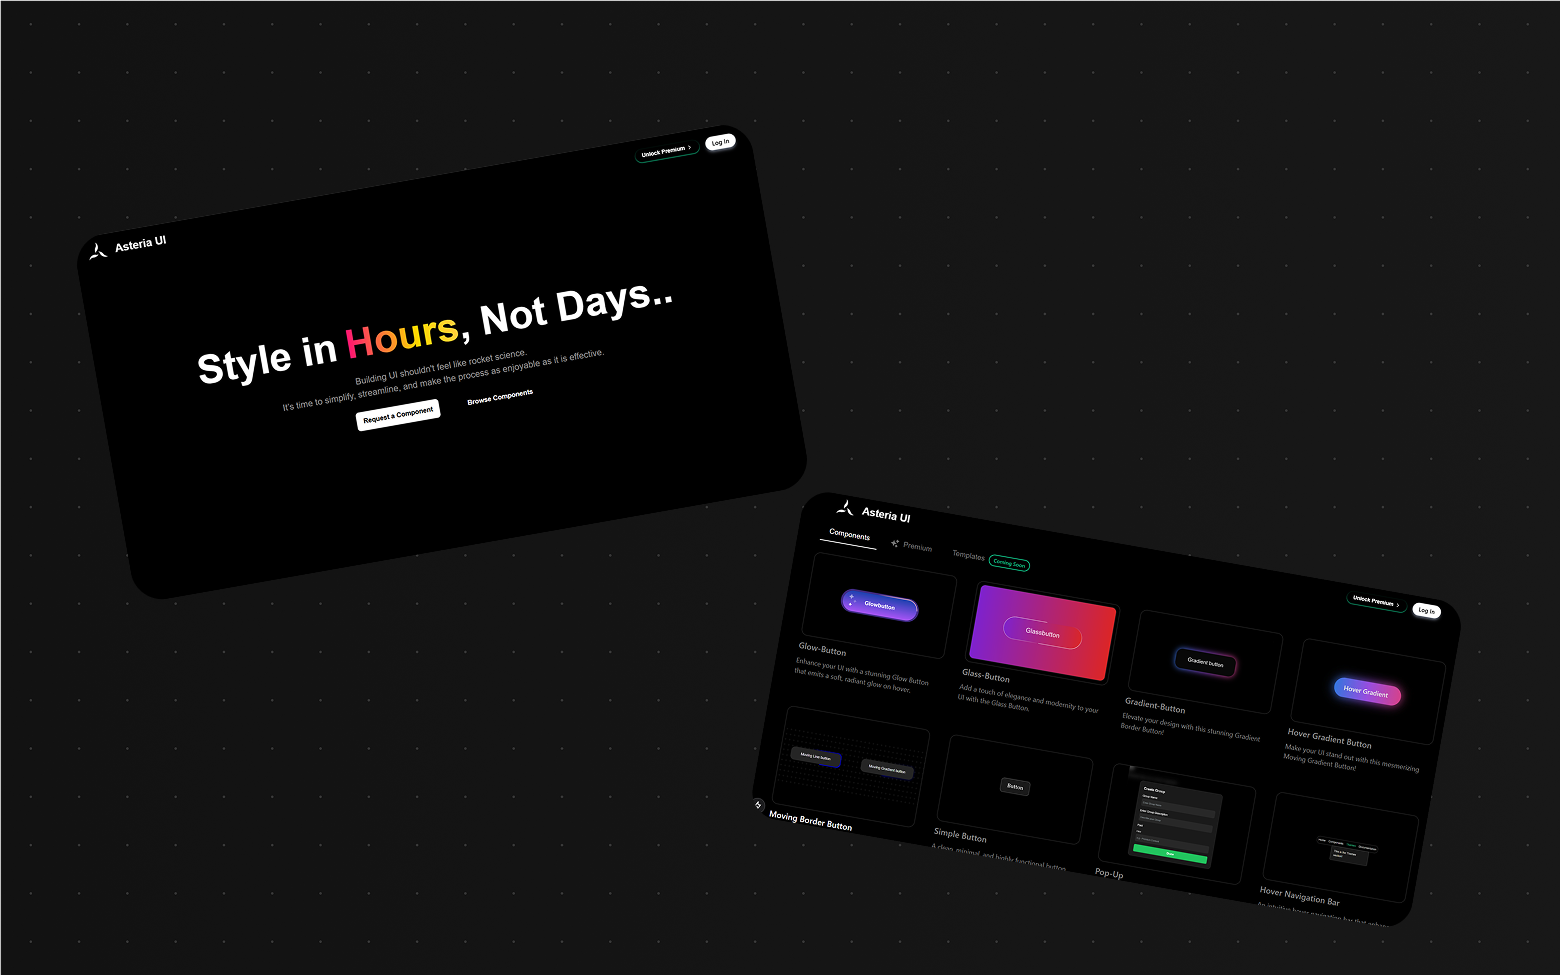 Unlock Premium >
Log In
Asteria UI
Style in Hours, Not Days..
Building UI shouldn't feel like rocket science.
It's time to simplify, streamline, and make the process as enjoyable as it is effective.
Request a Component
Browse Components
Asteria UI
Components
Premium
Templates
Coming Soon
Unlock Premium >
Log In
Glowbutton
Glow-Button
Enhance your UI with a stunning Glow Button
that emits a soft, radiant glow on hover.
Glassbutton
Glass-Button
Add a touch of elegance and modernity to your
UI with the Glass Button.
Gradient button
Gradient-Button
Elevate your design with this stunning Gradient
Border Button!
Hover Gradient
Hover Gradient Button
Make your UI stand out with this mesmerizing
Moving Gradient Button!
Moving Line button
Moving Gradient button
Moving Border Button
Button
Simple Button
A clean, minimal, and highly functional button
Create Group
Group Name
Pop-Up
Home
Components
Documentation
Hover Navigation Bar
An intuitive hover navigation bar that